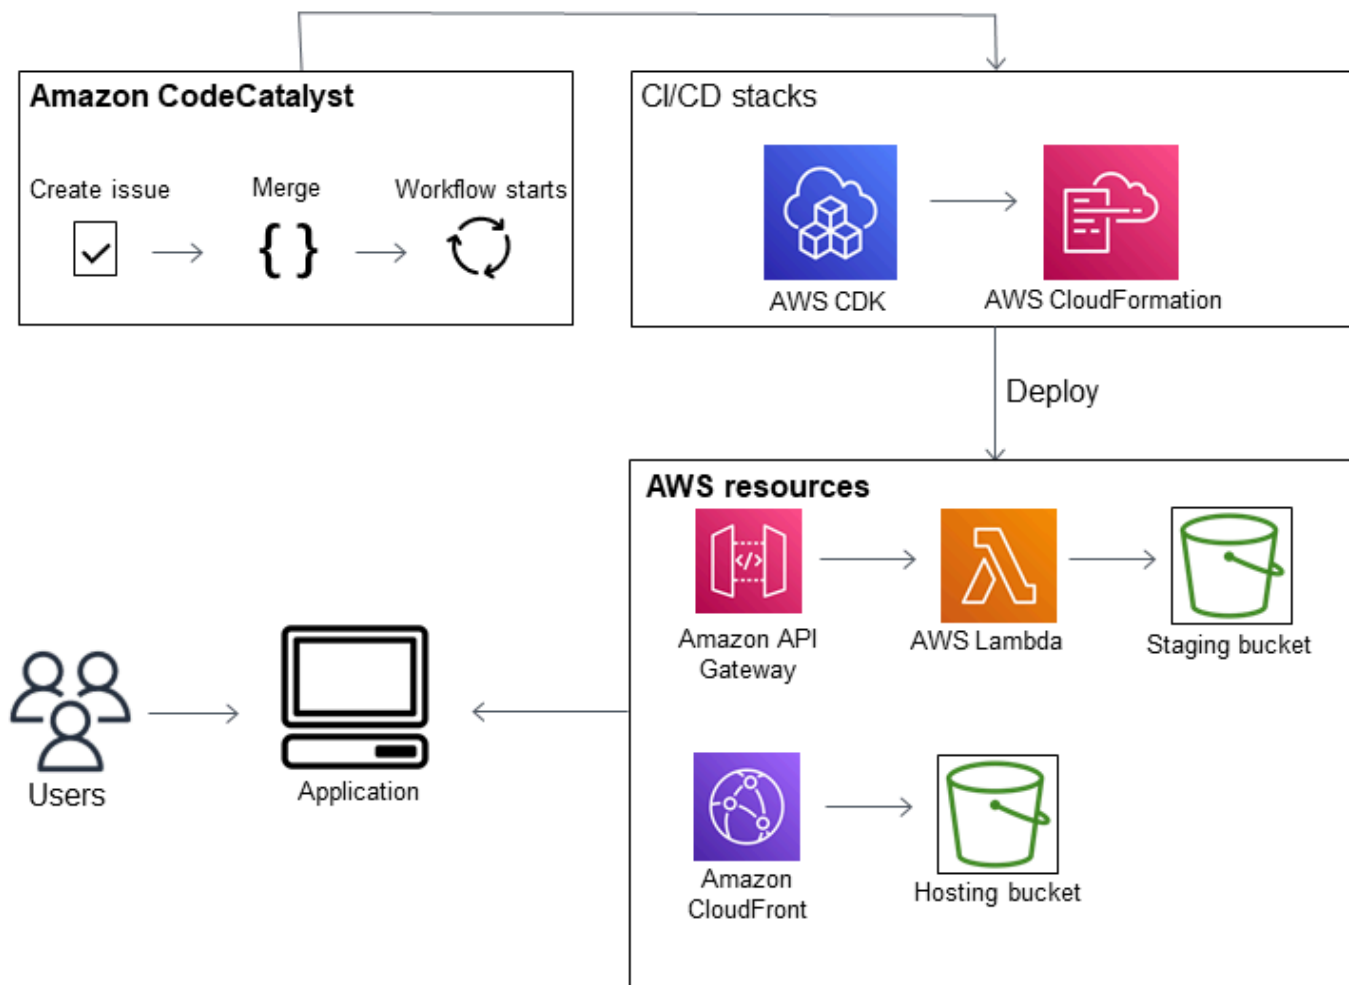 Amazon CodeCatalyst
Create issue
Merge
Workflow starts
{ }
CI/CD stacks
AWS CDK
AWS CloudFormation
Deploy
AWS resources
</>
Amazon API
Gateway
AWS Lambda
Staging bucket
Users
Application
Amazon
CloudFront
Hosting bucket